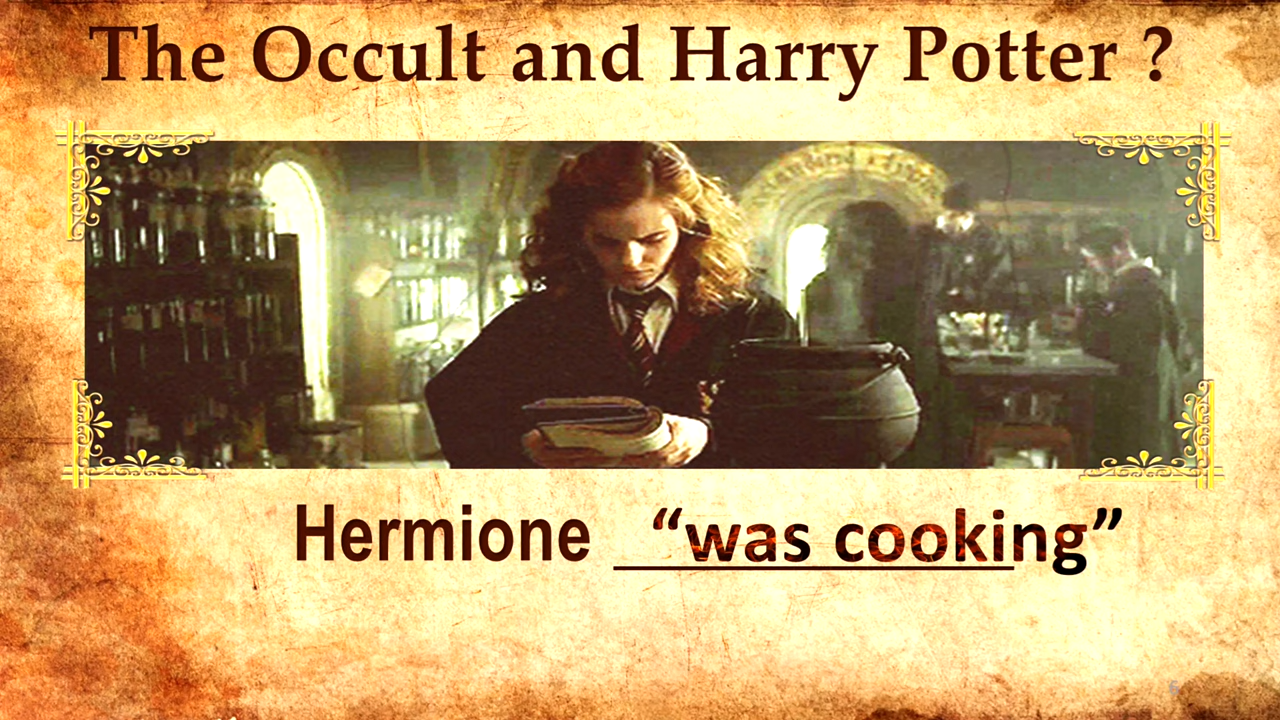 The Occult and Harry Potter ?
Hermione “was cooking”